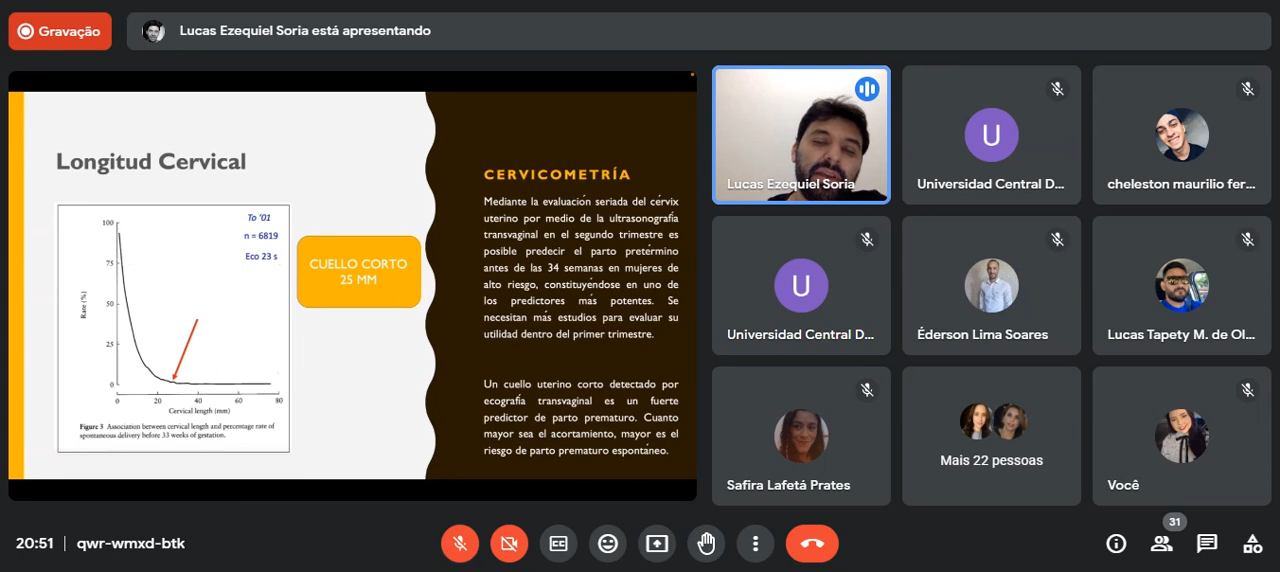 Gravação
Lucas Ezequiel Soria está apresentando
Longitud Cervical
To '01
n = 6819
Eco 23 s
100
75
50
25
0
Rate (%)
0 20 40 60 80
Cervical length (mm)
Figure 3 Association between cervical length and percentage rate of
spontaneous delivery before 33 weeks of gestation.
CUELLO CORTO
25 MM
CERVICOMETRÍA
Mediante la evaluación seriada del cérvix
uterino por medio de la ultrasonografía
transvaginal en el segundo trimestre es
posible predecir el parto pretérmino
antes de las 34 semanas en mujeres de
alto riesgo, constituyéndose en uno de
los predictores más potentes. Se
necesitan más estudios para evaluar su
utilidad dentro del primer trimestre.
Un cuello uterino corto detectado por
ecografía transvaginal es un fuerte
predictor de parto prematuro. Cuanto
mayor sea el acortamiento, mayor es el
riesgo de parto prematuro espontáneo.
Lucas Ezequiel Soria
U
Universidad Central D...
cheleston maurilio fer...
U
Universidad Central D...
Éderson Lima Soares
Lucas Tapety M. de Ol...
Safira Lafetá Prates
Mais 22 pessoas
Você
20:51 | qwr-wmxd-btk
31